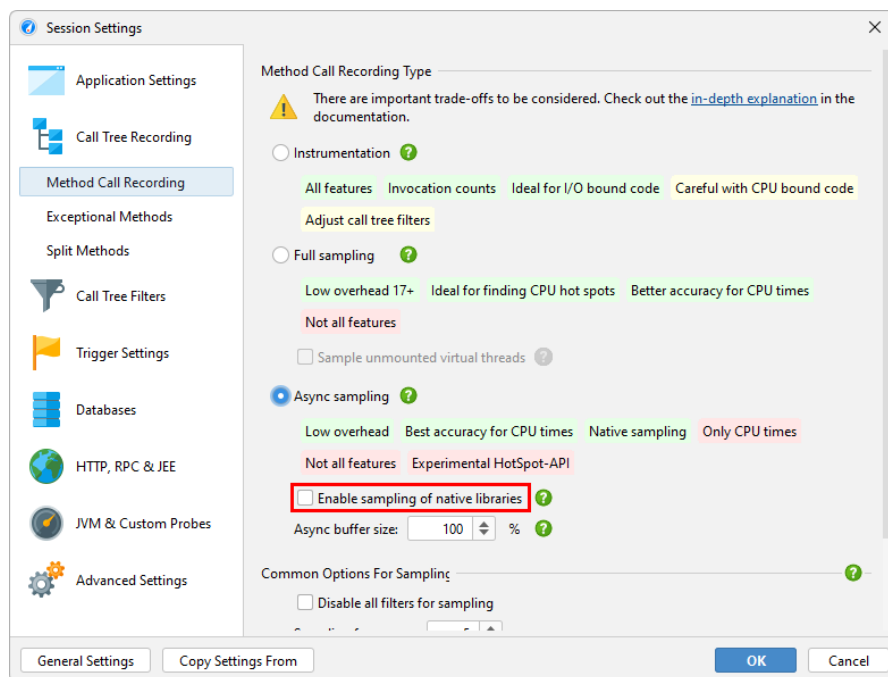 Session Settings
Application Settings
Call Tree Recording
Method Call Recording
Exceptional Methods
Split Methods
Call Tree Filters
Trigger Settings
Databases
HTTP, RPC & JEE
JVM & Custom Probes
Advanced Settings
Method Call Recording Type
There are important trade-offs to be considered. Check out the in-depth explanation in the
documentation.
Instrumentation ?
All features Invocation counts Ideal for I/O bound code Careful with CPU bound code
Adjust call tree filters
Full sampling ?
Low overhead 17+ Ideal for finding CPU hot spots Better accuracy for CPU times
Not all features
Sample unmounted virtual threads ?
Async sampling ?
Low overhead Best accuracy for CPU times Native sampling Only CPU times
Not all features Experimental HotSpot-API
Enable sampling of native libraries ?
Async buffer size: 100 % ?
Common Options For Sampling ?
Disable all filters for sampling
General Settings Copy Settings From OK Cancel